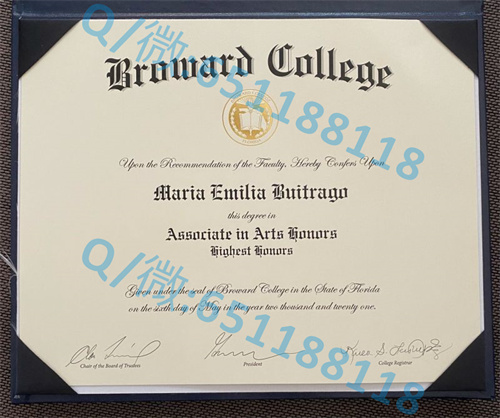 Broward College
Upon the Recommendation of the Faculty, Hereby Confers Upon
Maria Emilia Buitrago
this degree in
Associate in Arts Honors
Highest Honors
Given under the seal of Broward College in the State of Florida
on the sixth day of May in the year two thousand and twenty one.
Chair of the Board of Trustees
President
College Registrar
Q/微:651188118
Q/微:651188118